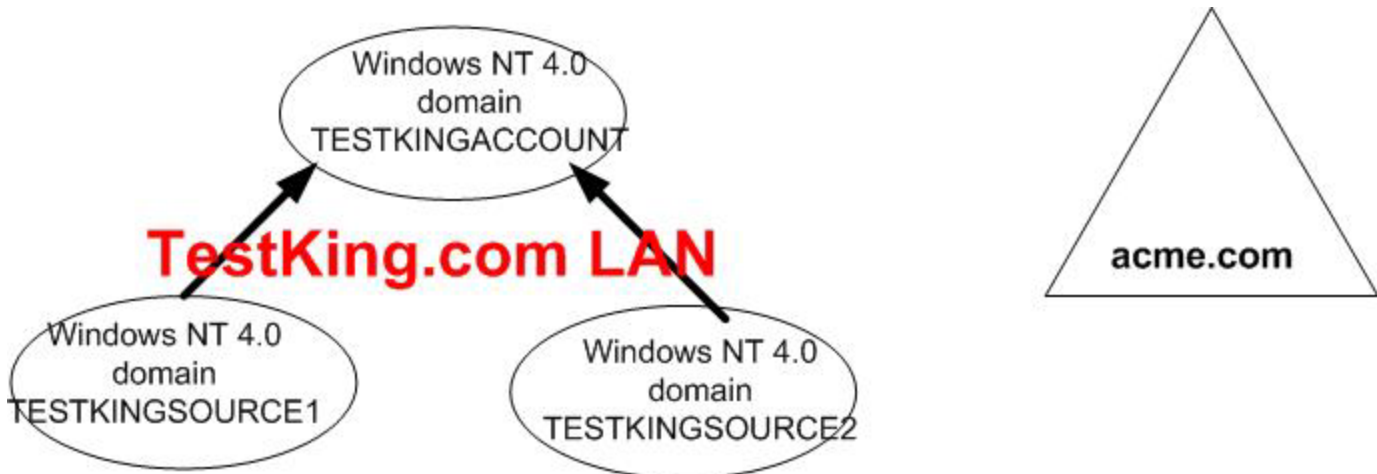 Windows NT 4.0
domain
TESTKINGACCOUNT
TestKing.com LAN
acme.com
Windows NT 4.0
domain
TESTKINGSOURCE1
Windows NT 4.0
domain
TESTKINGSOURCE2